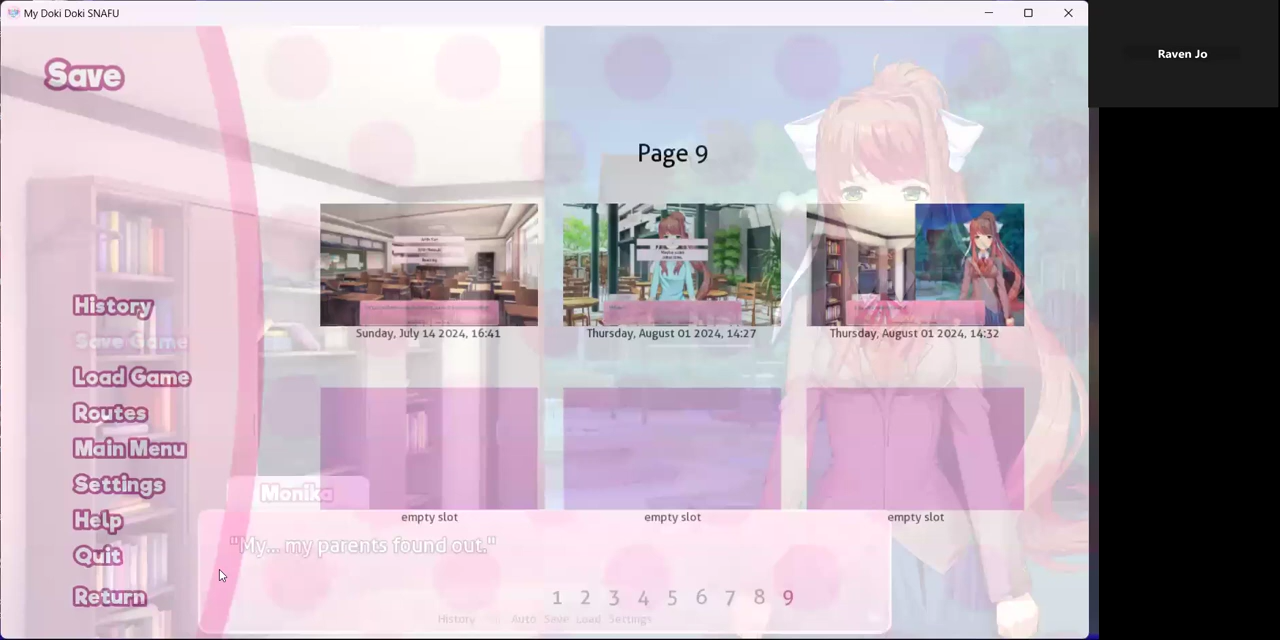 My Doki Doki SNAFU
Raven Jo
Save
Page 9
Sunday, July 14 2024, 16:41
Thursday, August 01 2024, 14:27
Thursday, August 01 2024, 14:32
History
Save Game
Load Game
Routes
Main Menu
Settings
Help
Quit
Return
empty slot
empty slot
empty slot
Monika
"My... my parents found out."
1 2 3 4 5 6 7 8 9
History
Auto Save Load Settings